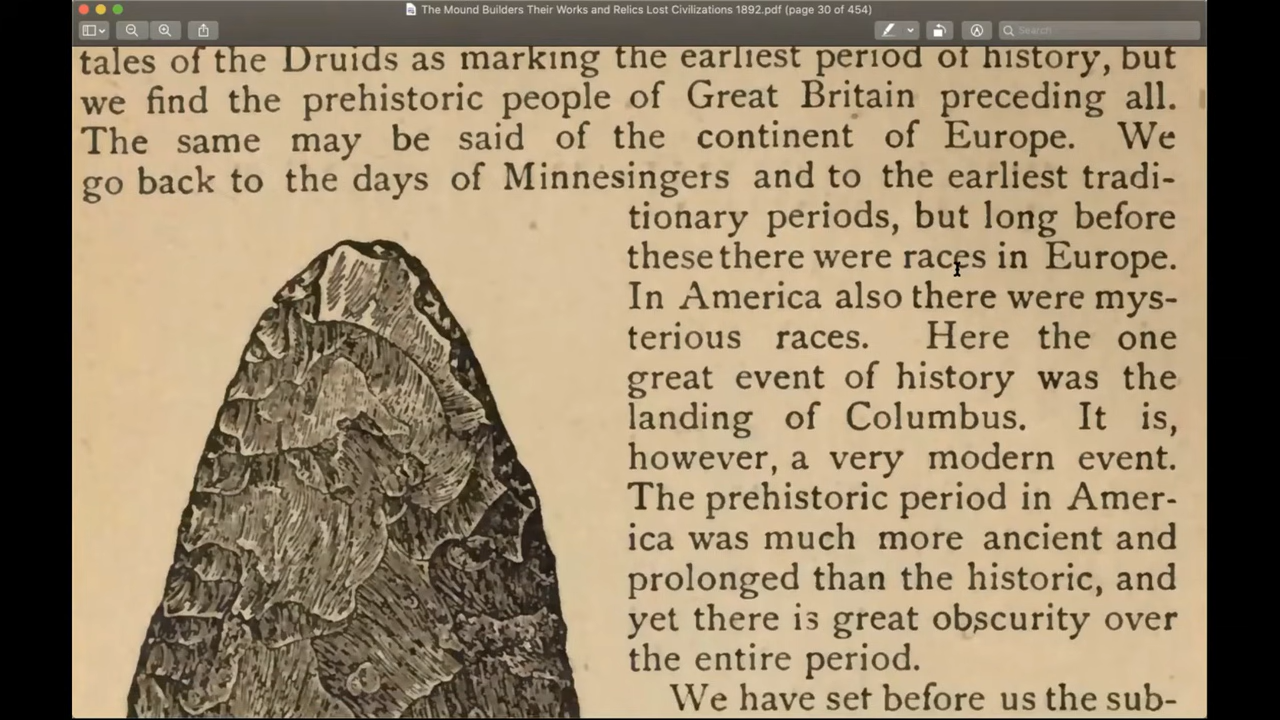 The Mound Builders Their Works and Relics Lost Civilizations 1892.pdf (page 30 of 454)
Search
tales of the Druids as marking the earliest period of history, but
we find the prehistoric people of Great Britain preceding all.
The same may be said of the continent of Europe. We
go back to the days of Minnesingers and to the earliest tradi-
tionary periods, but long before
these there were races in Europe.
In America also there were mys-
terious races. Here the one
great event of history was the
landing of Columbus. It is,
however, a very modern event.
The prehistoric period in Amer-
ica was much more ancient and
prolonged than the historic, and
yet there is great obscurity over
the entire period.
We have set before us the sub-